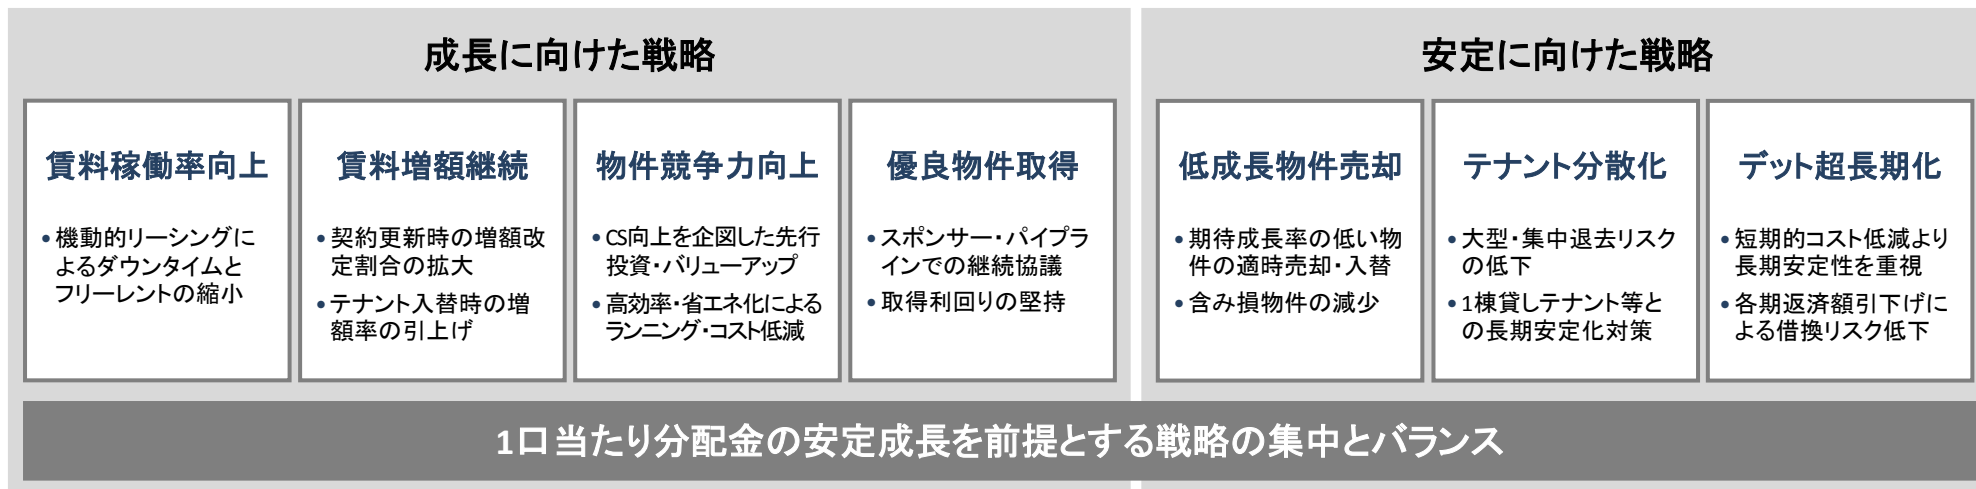 成長に向けた戦略
賃料稼働率向上
•機動的リーシングに
よるダウンタイムと
フリーレントの縮小
賃料増額継続
•契約更新時の増額改
定割合の拡大
•テナント入替時の増
額率の引上げ
物件競争力向上
•CS向上を企図した先行
投資・バリューアップ
•高効率・省エネ化による
ランニング・コスト低減
優良物件取得
•スポンサー・パイプラ
インでの継続協議
•取得利回りの堅持
安定に向けた戦略
低成長物件売却
•期待成長率の低い物
件の適時売却・入替
•含み損物件の減少
テナント分散化
•大型・集中退去リスク
の低下
•1棟貸しテナント等と
の長期安定化対策
デット超長期化
•短期的コスト低減より
長期安定性を重視
•各期返済額引下げに
よる借換リスク低下
1口当たり分配金の安定成長を前提とする戦略の集中とバランス